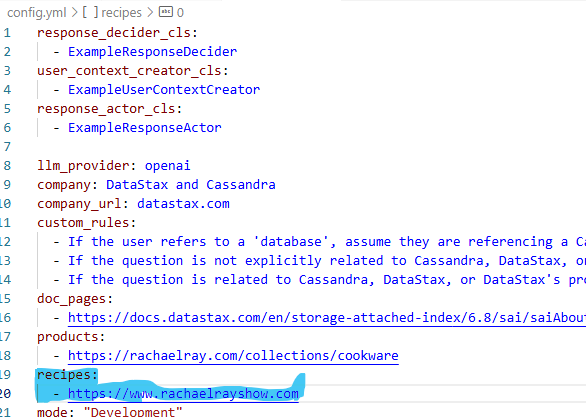 config.yml > [ ] recipes > abc 0
1 response_decider_cls:
2 - ExampleResponseDecider
3 user_context_creator_cls:
4 - ExampleUserContextCreator
5 response_actor_cls:
6 - ExampleResponseActor
7
8 llm_provider: openai
9 company: DataStax and Cassandra
10 company_url: datastax.com
11 custom_rules:
12 - If the user refers to a 'database', assume they are referencing a Ca
13 - If the question is not explicitly related to Cassandra, DataStax, or
14 - If the question is related to Cassandra, DataStax, or DataStax's pro
15 doc_pages:
16 - https://docs.datastax.com/en/storage-attached-index/6.8/sai/saiAbou
17 products:
18 - https://rachaelray.com/collections/cookware
19 recipes:
20 - https://www.rachaelrayshow.com
21 mode: "Development"